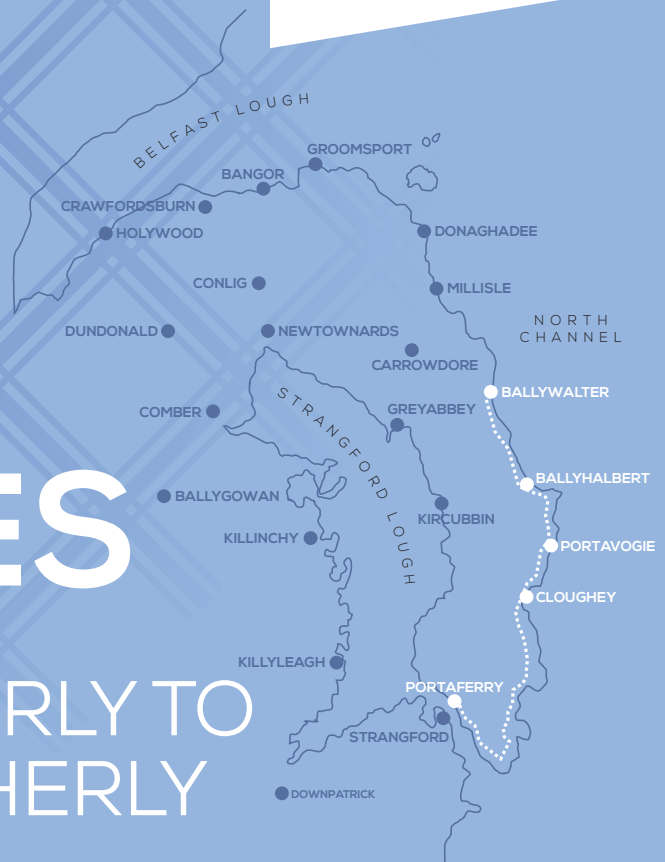 BELFAST LOUGH
GROOMSPORT
BANGOR
CRAWFORDSBURN
HOLYWOOD
DONAGHADEE
CONLIG
MILLISLE
NORTH
CHANNEL
DUNDONALD
NEWTOWNARDS
CARROWDORE
BALLYWALTER
COMBER
GREYABBEY
STRANGFORD LOUGH
BALLYHALBERT
ES
BALLYGOWAN
KIRCUBBIN
KILLINCHY
PORTAVOGIE
CLOUGHEY
KILLYLEAGH
PORTAFERRY
RLY TO
STRANGFORD
HERLY
DOWNPATRICK